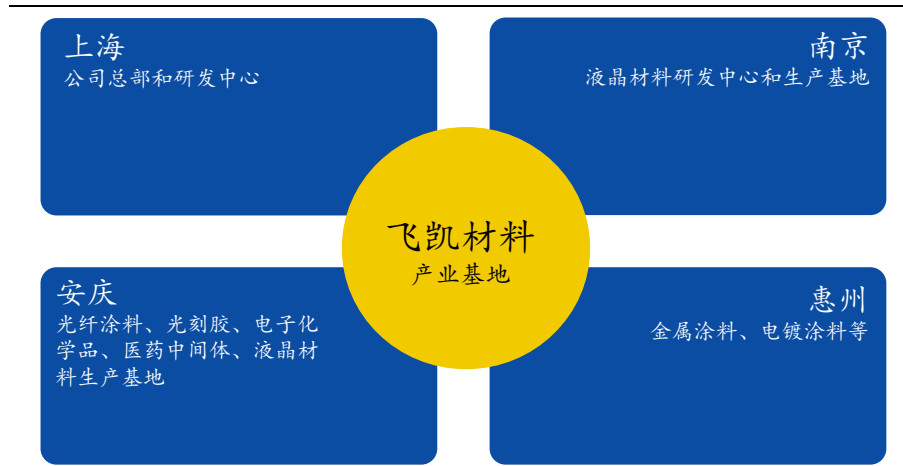 上海
公司总部和研发中心
南京
液晶材料研发中心和生产基地
飞凯材料
产业基地
安庆
光纤涂料、光刻胶、电子化
学品、医药中间体、液晶材
料生产基地
惠州
金属涂料、电镀涂料等